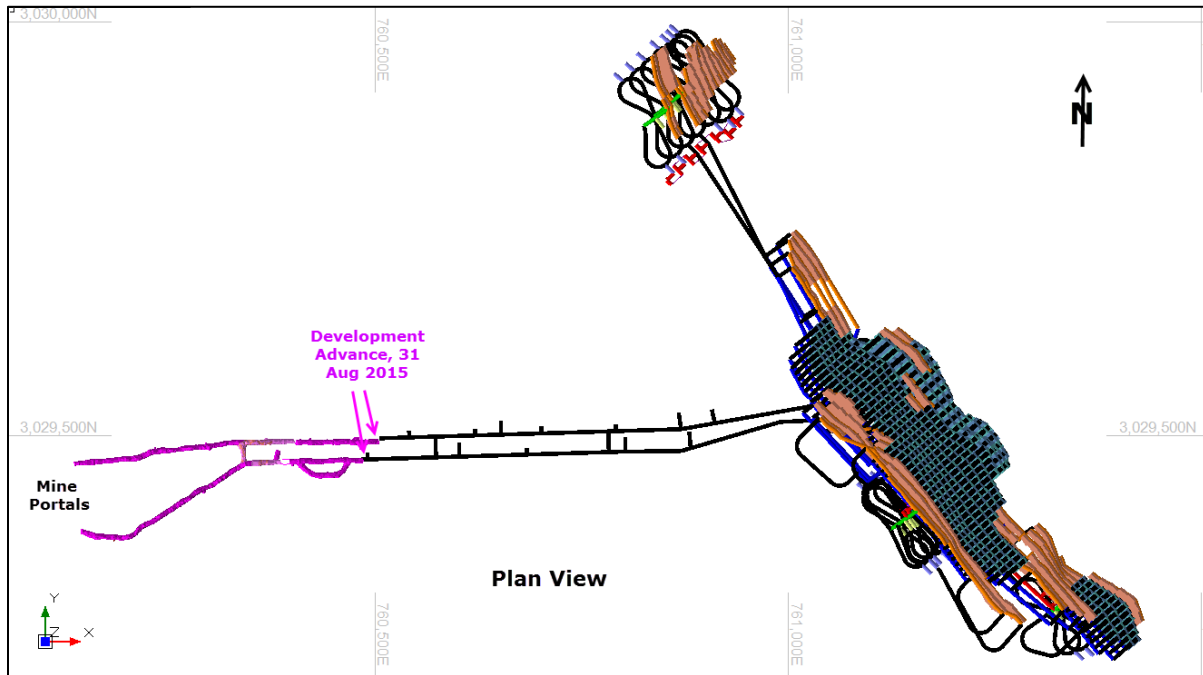 3,030,000N
760,500E
761,000E
N
Development
Advance, 31
Aug 2015
3,029,500N
3,029,500N
Mine
Portals
Plan View
760,500E
761,000E
Y
Z
X